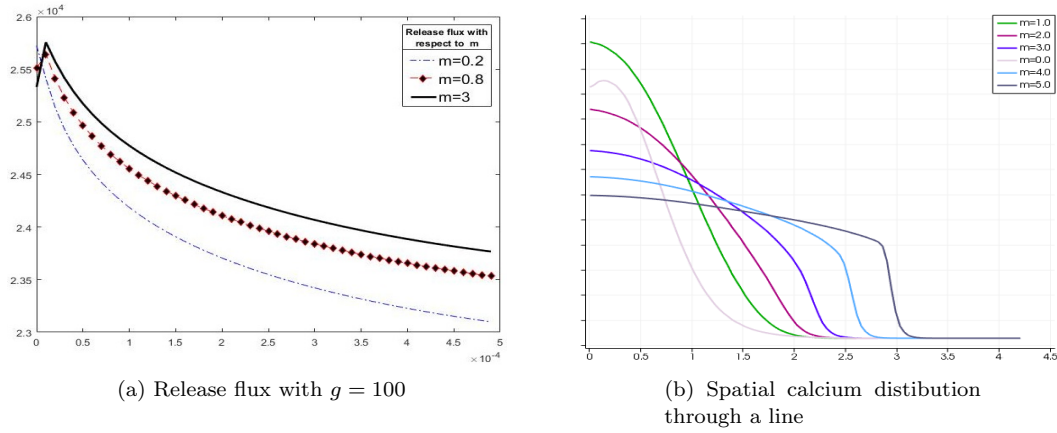 2.6
×10⁴
2.55
2.5
2.45
2.4
2.35
2.3
0 0.5 1 1.5 2 2.5 3 3.5 4 4.5 5
×10⁻⁴
Release flux with
respect to m
m=0.2
m=0.8
m=3
(a) Release flux with g = 100
m=1.0
m=2.0
m=3.0
m=0.0
m=4.0
m=5.0
0 0.5 1 1.5 2 2.5 3 3.5 4 4.5
(b) Spatial calcium distibution
through a line